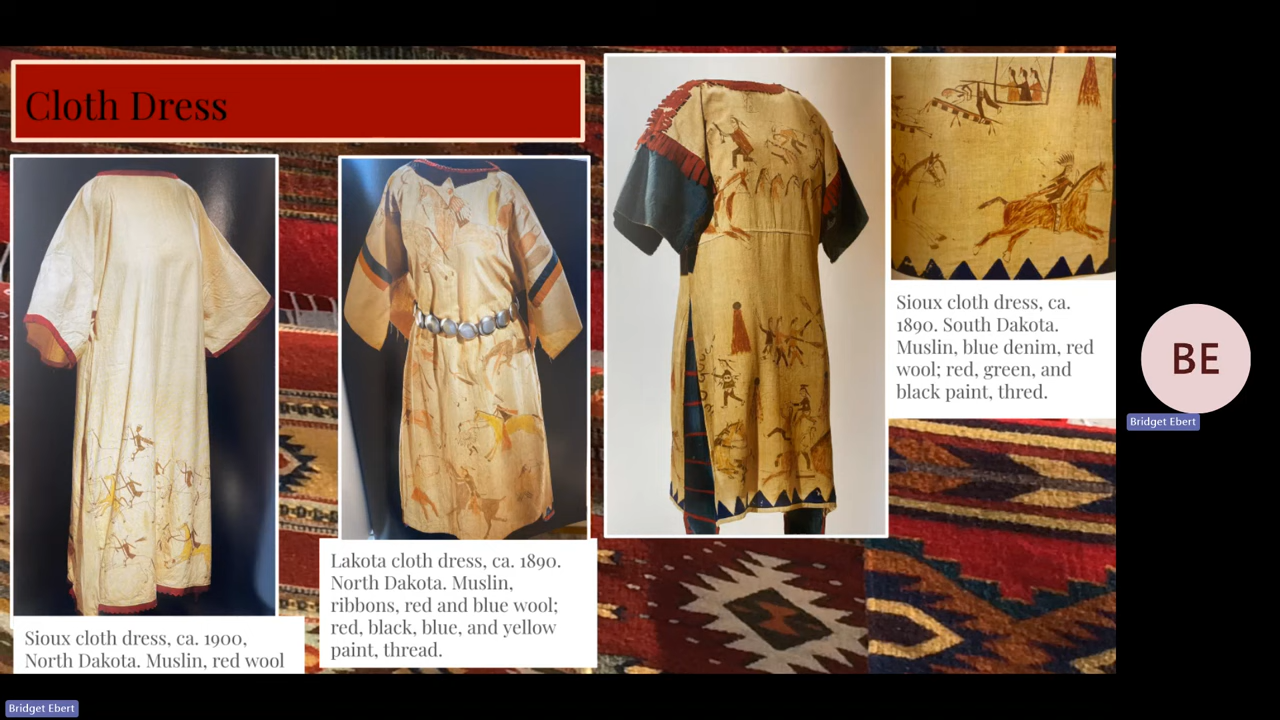 Cloth Dress
Sioux cloth dress, ca. 1900,
North Dakota. Muslin, red wool
Lakota cloth dress, ca. 1890.
North Dakota. Muslin,
ribbons, red and blue wool;
red, black, blue, and yellow
paint, thread.
Sioux cloth dress, ca.
1890. South Dakota.
Muslin, blue denim, red
wool; red, green, and
black paint, thred.
BE
Bridget Ebert
Bridget Ebert